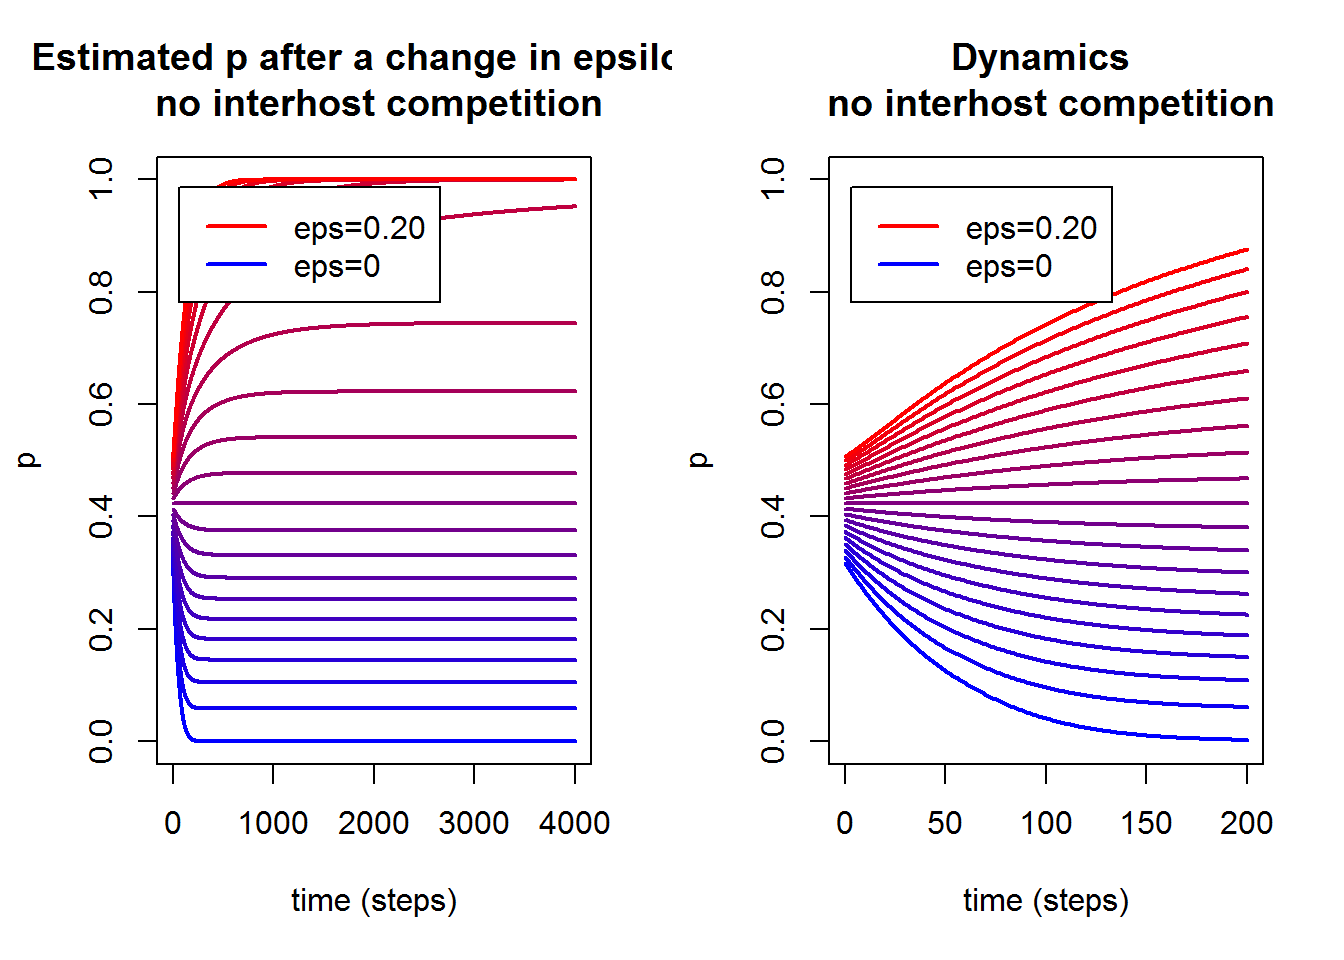 Estimated p after a change in epsilo
no interhost competition
eps=0.20
eps=0
p
0.0
0.2
0.4
0.6
0.8
1.0
0 1000 2000 3000 4000
time (steps)
Dynamics
no interhost competition
eps=0.20
eps=0
p
0.0
0.2
0.4
0.6
0.8
1.0
0 50 100 150 200
time (steps)